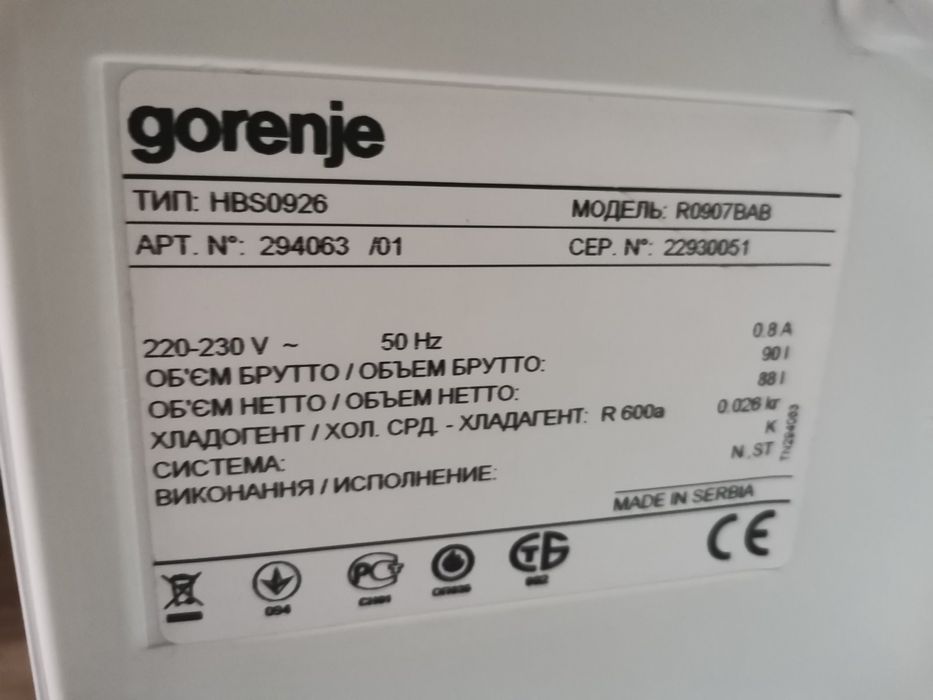 gorenje
ТИП: HBS0926 МОДЕЛЬ: R0907BAB
АРТ. N°: 294063 /01 СЕР. N°: 22930051
220-230 V ~ 50 Hz 0.8 A
ОБ'ЄМ БРУТТО / ОБЪЕМ БРУТТО: 90 l
ОБ'ЄМ НЕТТО / ОБЪЕМ НЕТТО: 88 l
ХЛАДОГЕНТ / ХОЛ. СРД. - ХЛАДАГЕНТ: R 600a 0.026 kг
СИСТЕМА: K
ВИКОНАННЯ / ИСПОЛНЕНИЕ: N,ST
TN294063
MADE IN SERBIA
CE